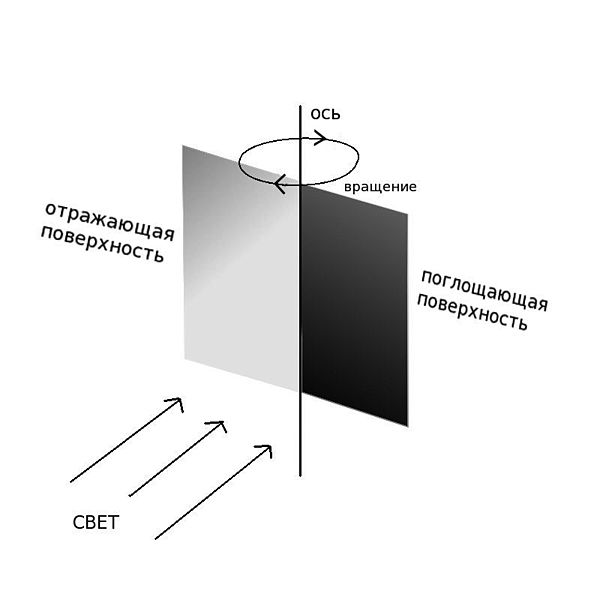 ось
вращение
отражающая
поверхность
поглощающая
поверхность
СВЕТ